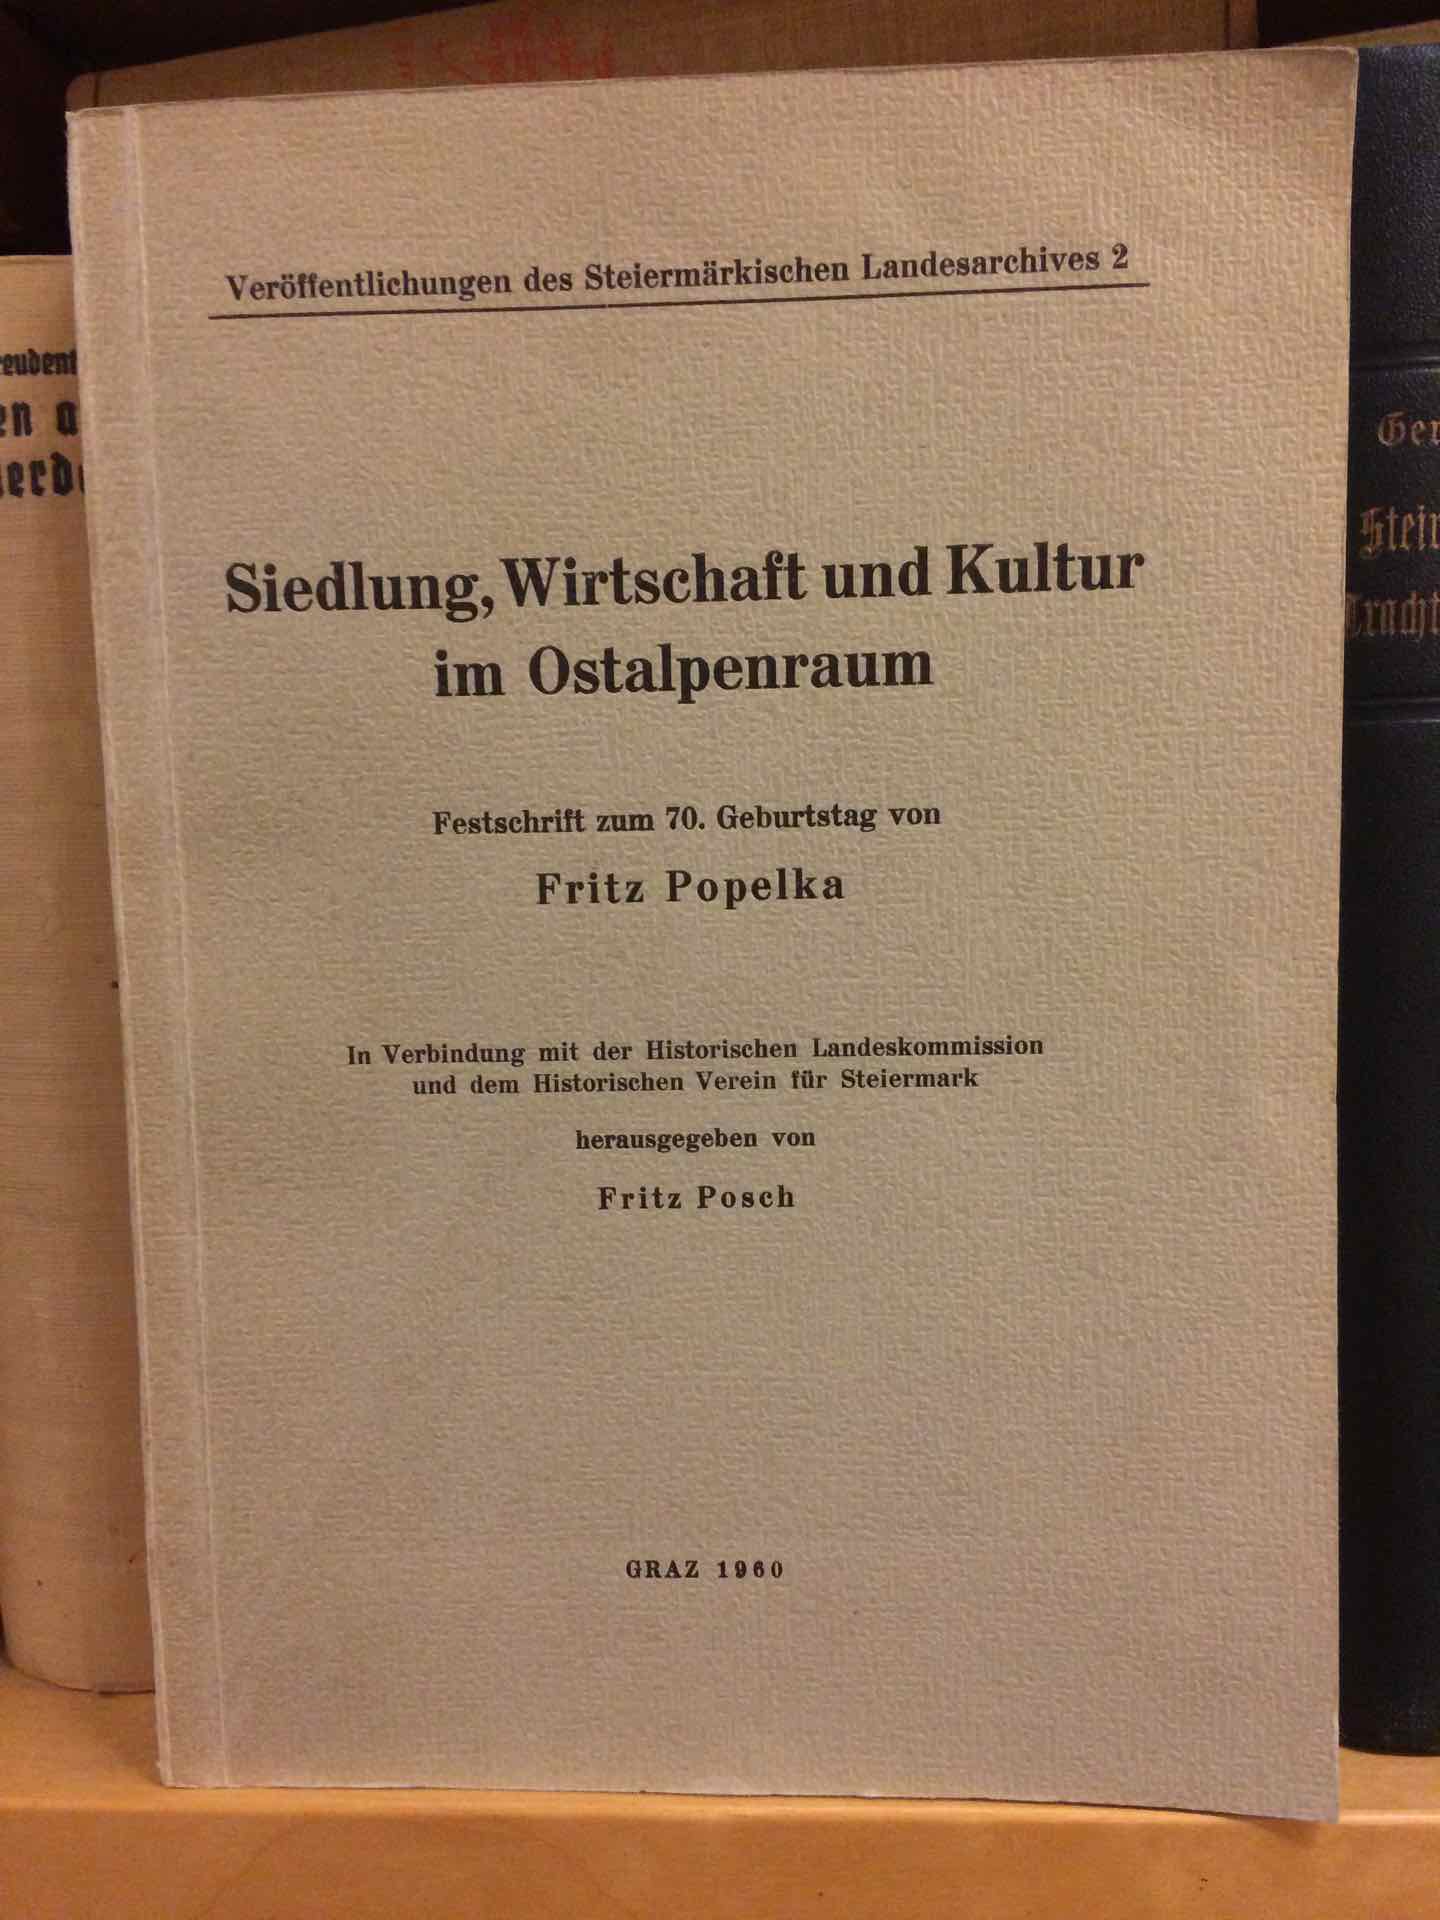 Veröffentlichungen des Steiermärkischen Landesarchives 2
Siedlung, Wirtschaft und Kultur
im Ostalpenraum
Festschrift zum 70. Geburtstag von
Fritz Popelka
In Verbindung mit der Historischen Landeskommission
und dem Historischen Verein für Steiermark
herausgegeben von
Fritz Posch
GRAZ 1960